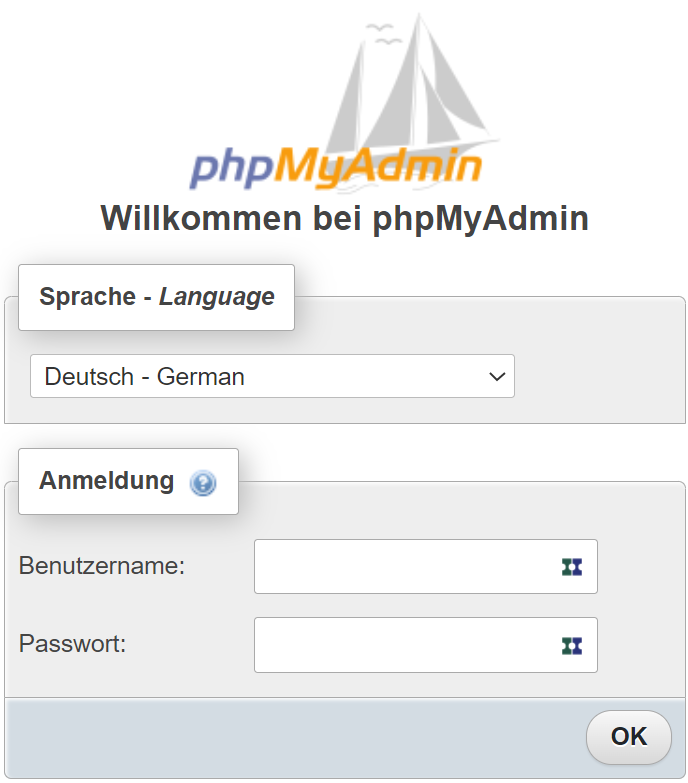 phpMyAdmin
Willkommen bei phpMyAdmin
Sprache - Language
Deutsch - German
Anmeldung
Benutzername:
Passwort:
OK